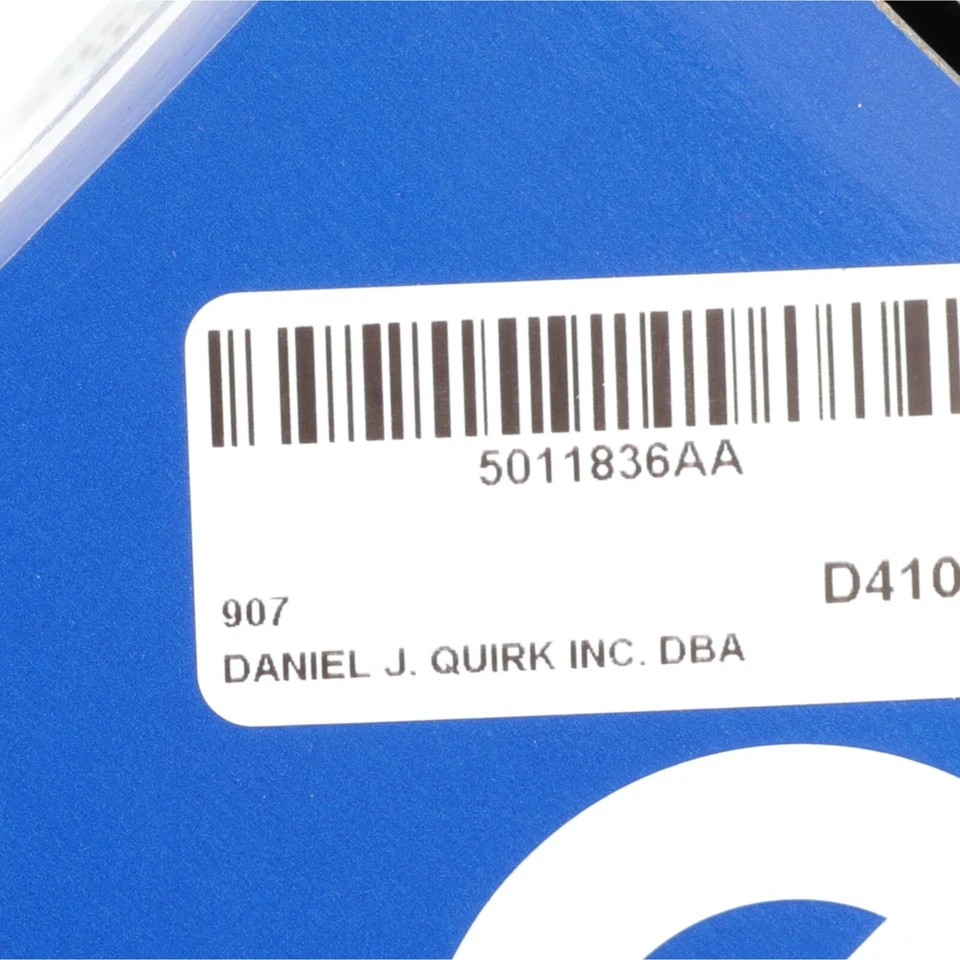 5011836AA
D410
907
DANIEL J. QUIRK INC. DBA